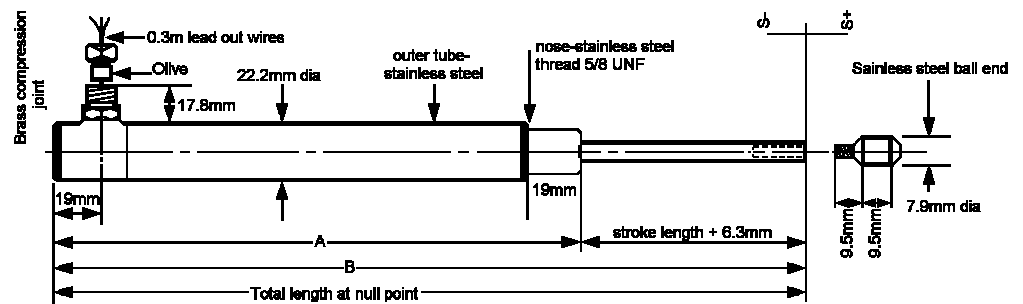 Brass compression
joint
0.3m lead out wires
Olive
17.8mm
22.2mm dia
outer tube-
stainless steel
nose-stainless steel
thread 5/8 UNF
S-
S+
Sainless steel ball end
19mm
19mm
9.5mm
9.5mm
7.9mm dia
A
stroke length + 6.3mm
B
Total length at null point